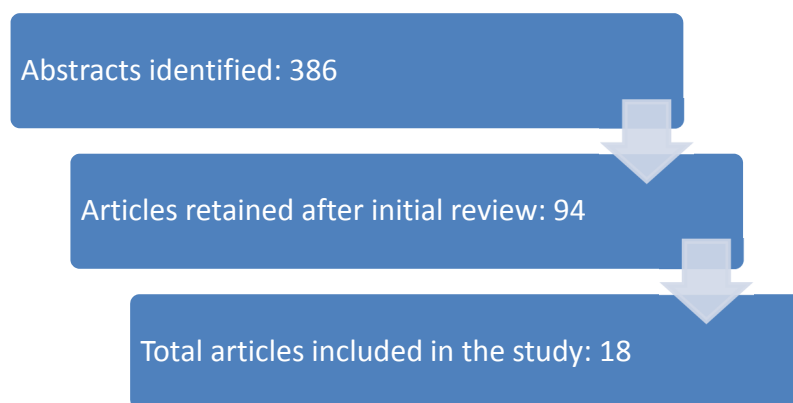 Abstracts identified: 386
Articles retained after initial review: 94
Total articles included in the study: 18